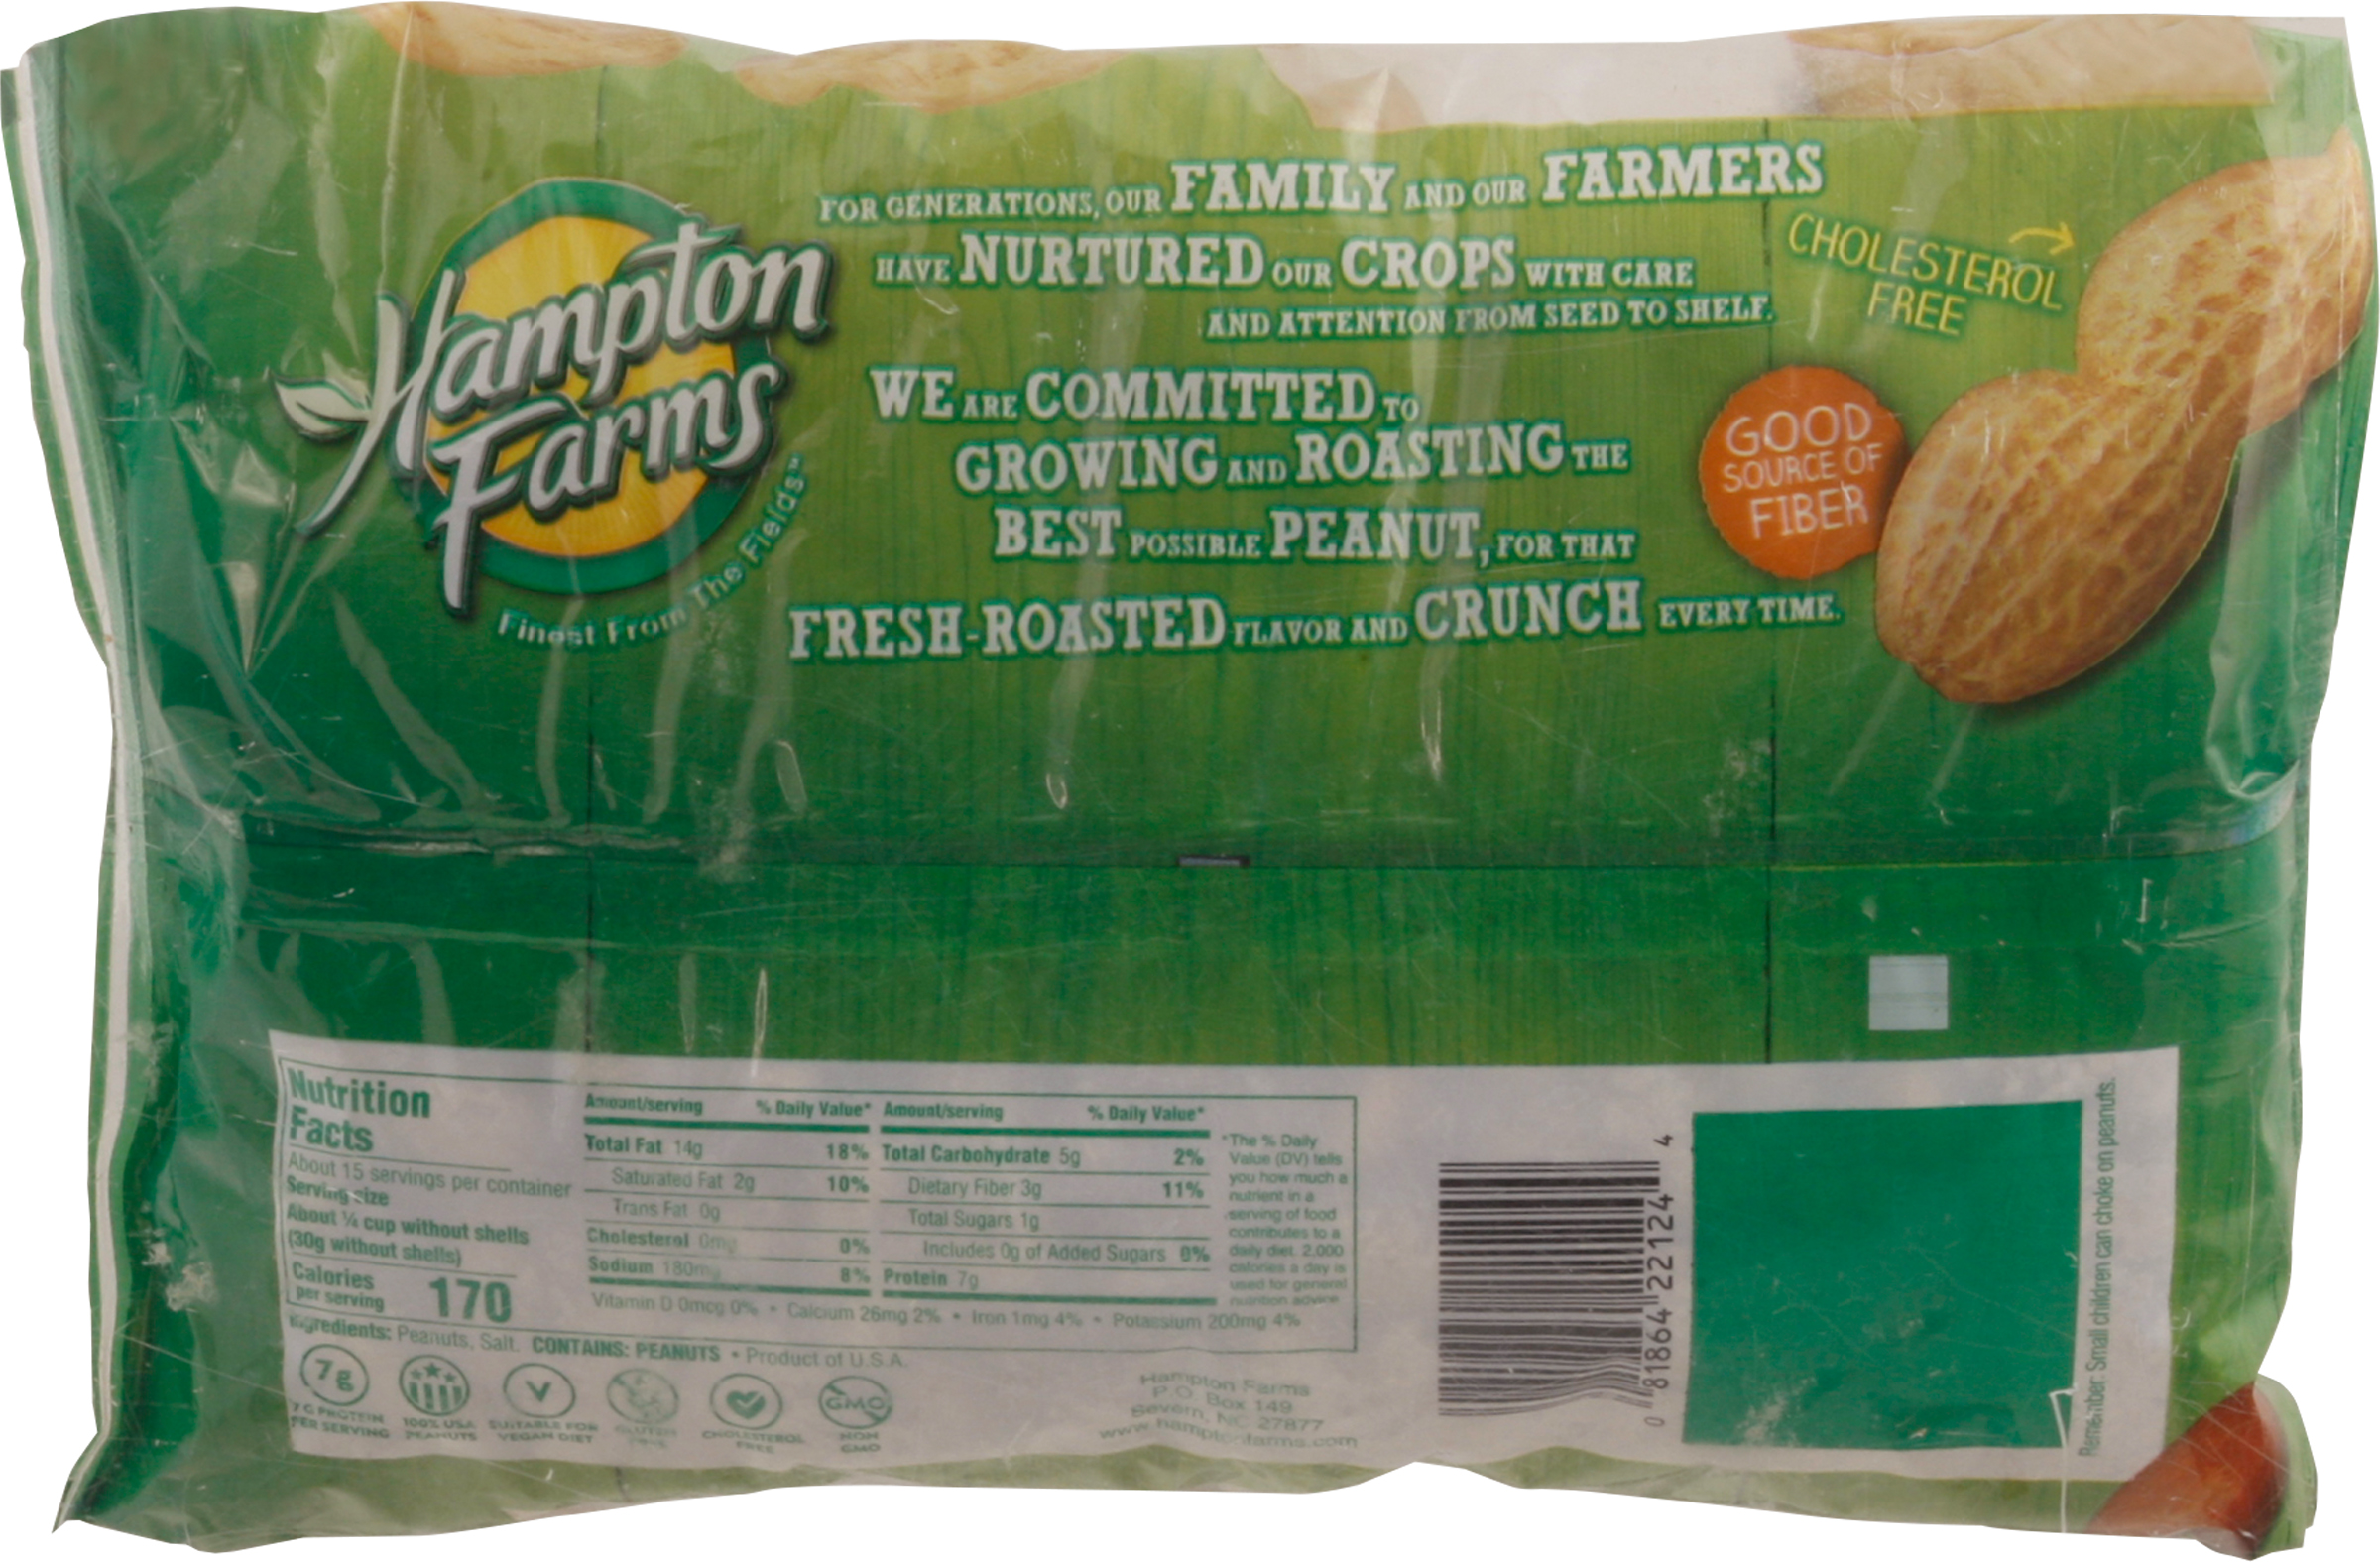 Hampton
Farms
Finest From The Fields™
FOR GENERATIONS, OUR FAMILY AND OUR FARMERS
HAVE NURTURED OUR CROPS WITH CARE
AND ATTENTION FROM SEED TO SHELF.
WE ARE COMMITTED TO
GROWING AND ROASTING THE
BEST POSSIBLE PEANUT, FOR THAT
FRESH-ROASTED FLAVOR AND CRUNCH EVERY TIME.
CHOLESTEROL
FREE
GOOD
SOURCE OF
FIBER
Nutrition
Facts
About 15 servings per container
Serving size
About ¼ cup without shells
(30g without shells)
Calories
per serving 170
Amount/serving % Daily Value*
Total Fat 14g 18%
Saturated Fat 2g 10%
Trans Fat 0g
Cholesterol 0mg 0%
Sodium 180mg 8%
Amount/serving % Daily Value*
Total Carbohydrate 5g 2%
Dietary Fiber 3g 11%
Total Sugars 1g
Includes 0g of Added Sugars 0%
Protein 7g
Vitamin D 0mcg 0% • Calcium 26mg 2% • Iron 1mg 4% • Potassium 200mg 4%
*The % Daily
Value (DV) tells
you how much a
nutrient in a
serving of food
contributes to a
daily diet. 2,000
calories a day is
used for general
nutrition advice
Ingredients: Peanuts, Salt. CONTAINS: PEANUTS • Product of U.S.A.
7g
7 G PROTEIN
PER SERVING
100% USA
PEANUTS
V
SUITABLE FOR
VEGAN DIET
GLUTEN
FREE
CHOLESTEROL
FREE
GMO
NON
GMO
Hampton Farms
P.O. Box 149
Severn, NC 27877
www.hamptonfarms.com
0 81864 22124 4
Remember: Small children can choke on peanuts.